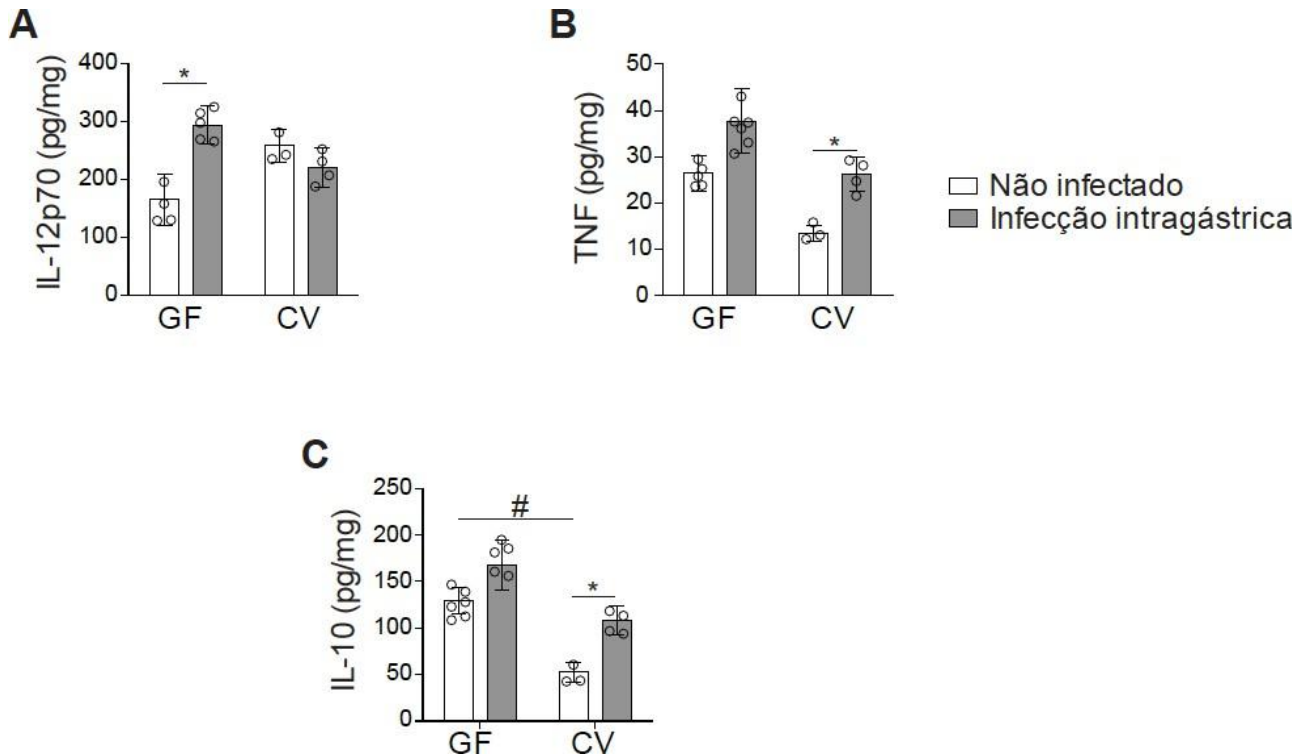 A
IL-12p70 (pg/mg)
400
300
200
100
0
*
GF CV
B
TNF (pg/mg)
50
40
30
20
10
0
*
GF CV
Não infectado
Infecção intragástrica
C
IL-10 (pg/mg)
250
200
150
100
50
0
#
*
GF CV